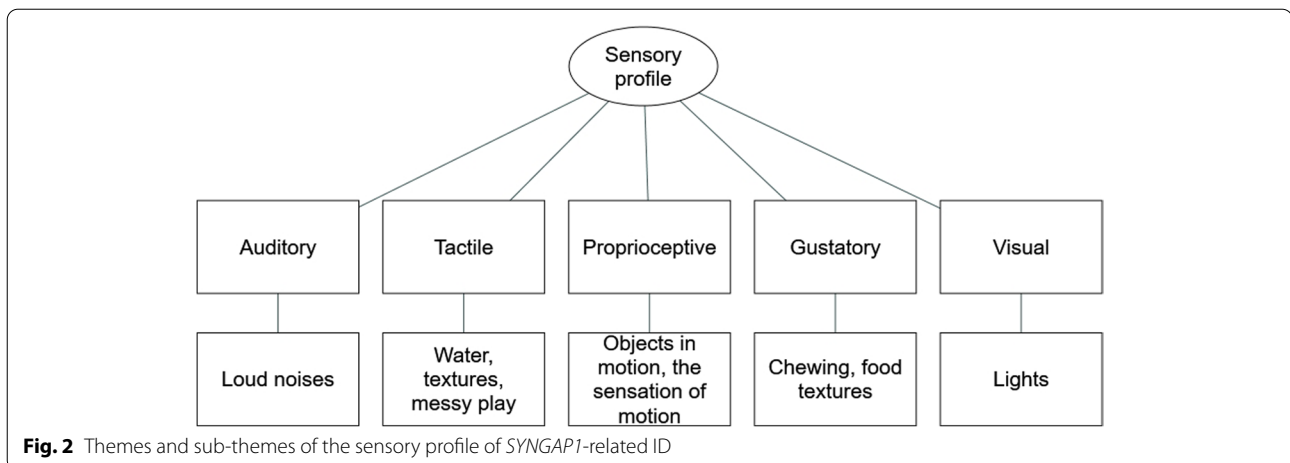 Sensory
profile
Auditory
Tactile
Proprioceptive
Gustatory
Visual
Loud noises
Water,
textures,
messy play
Objects in
motion, the
sensation of
motion
Chewing, food
textures
Lights
Fig. 2 Themes and sub-themes of the sensory profile of SYNGAP1-related ID